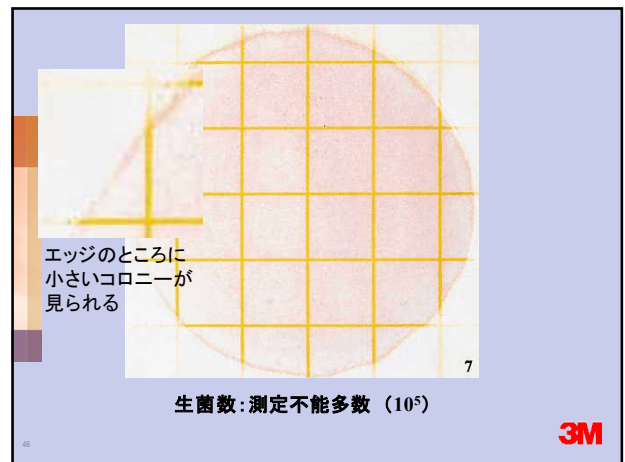 エッジのところに
小さいコロニーが
見られる
7
生菌数:測定不能多数 (10⁵)
46
3M